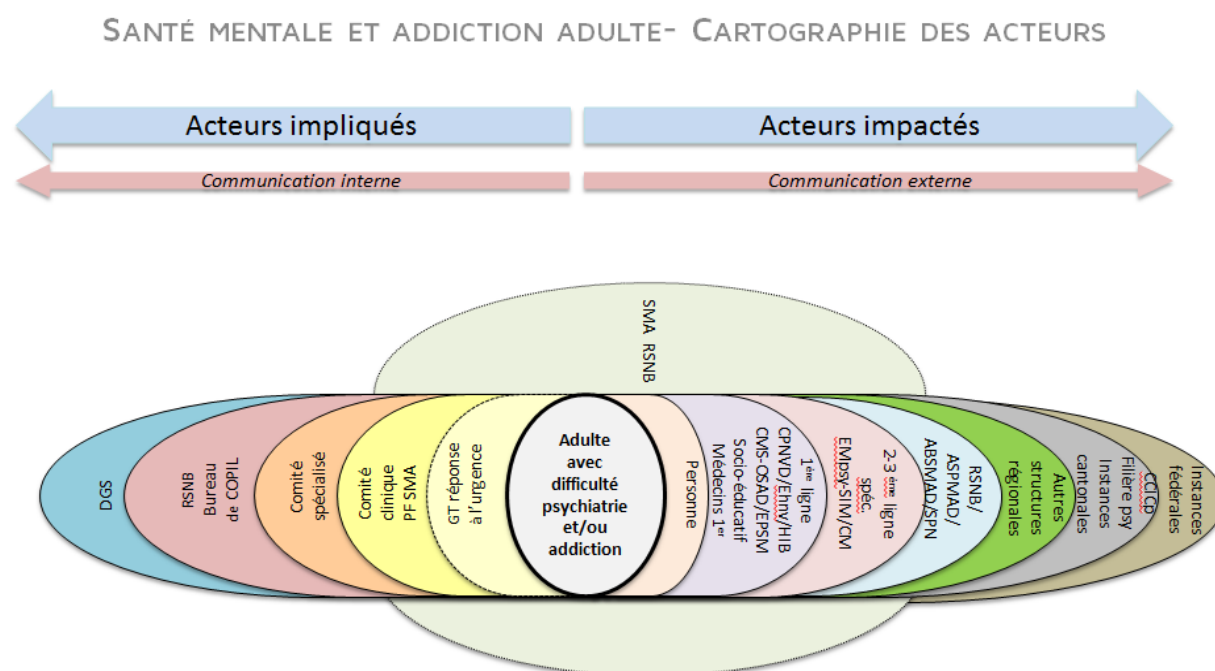 SANTÉ MENTALE ET ADDICTION ADULTE- CARTOGRAPHIE DES ACTEURS
Acteurs impliqués
Acteurs impactés
Communication interne
Communication externe
SMA RSNB
DGS
RSNB
Bureau
de COPIL
Comité
spécialisé
Comité
clinique
PF SMA
GT réponse
à l'urgence
Adulte
avec
difficulté
psychiatrie
et/ou
addiction
Personne
1ère ligne
CPNVD/Ehnv/HIB
CMS-OSAD/EPSM
Socio-éducatif
Médecins 1er
2-3ème ligne
spéc.
EMpsy-SIM/CM
RSNB/
ASPMAD/
ABSMAD/SPN
Autres
structures
régionales
cCICp
Filière psy
Instances
cantonales
Instances
fédérales